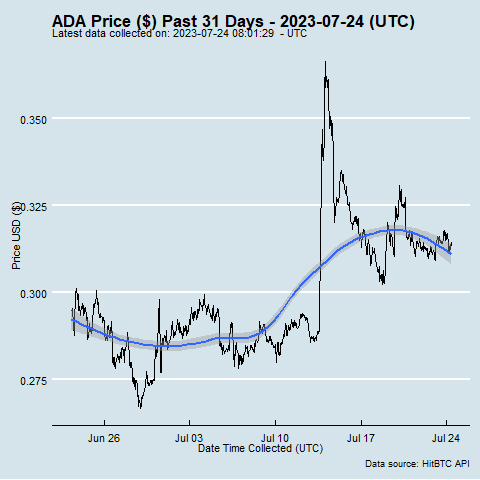 ADA Price ($) Past 31 Days - 2023-07-24 (UTC)
Latest data collected on: 2023-07-24 08:01:29  - UTC
Price USD ($)
0.350
0.325
0.300
0.275
Jun 26 Jul 03 Jul 10 Jul 17 Jul 24
Date Time Collected (UTC)
Data source: HitBTC API